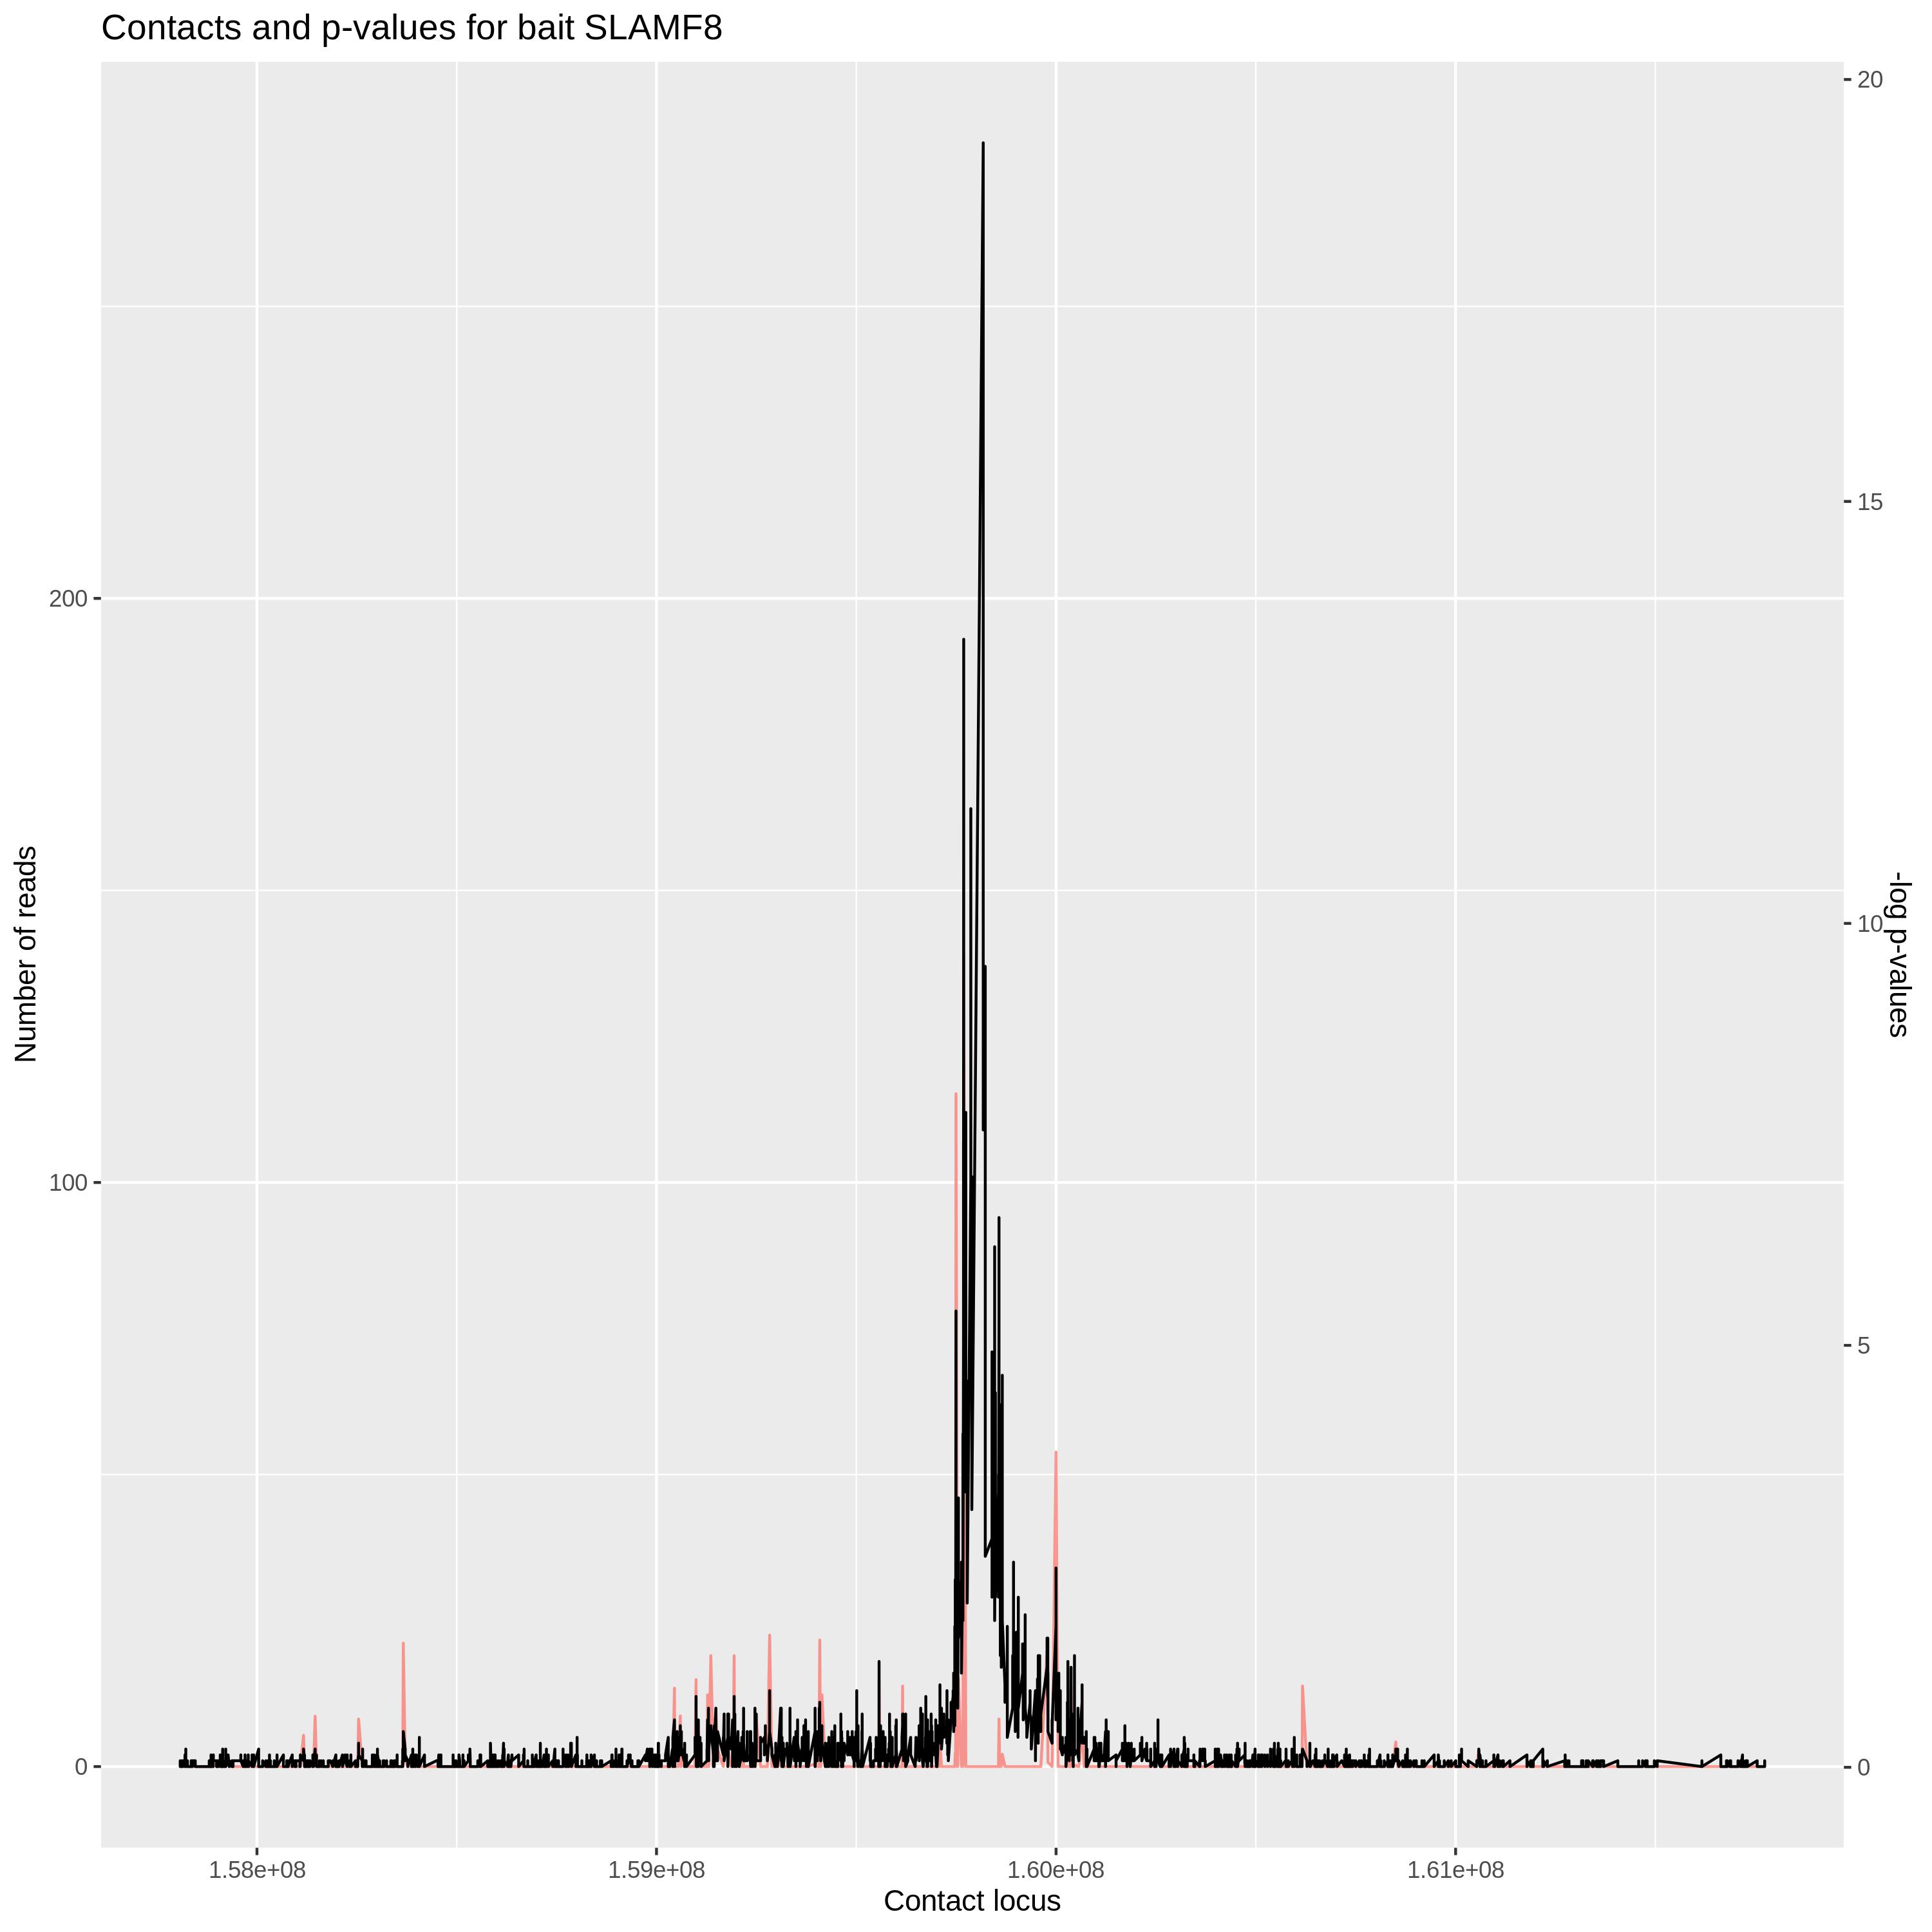 Contacts and p-values for bait SLAMF8
Number of reads
200
100
0
20
15
10
5
0
-log p-values
1.58e+08
1.59e+08
1.60e+08
1.61e+08
Contact locus